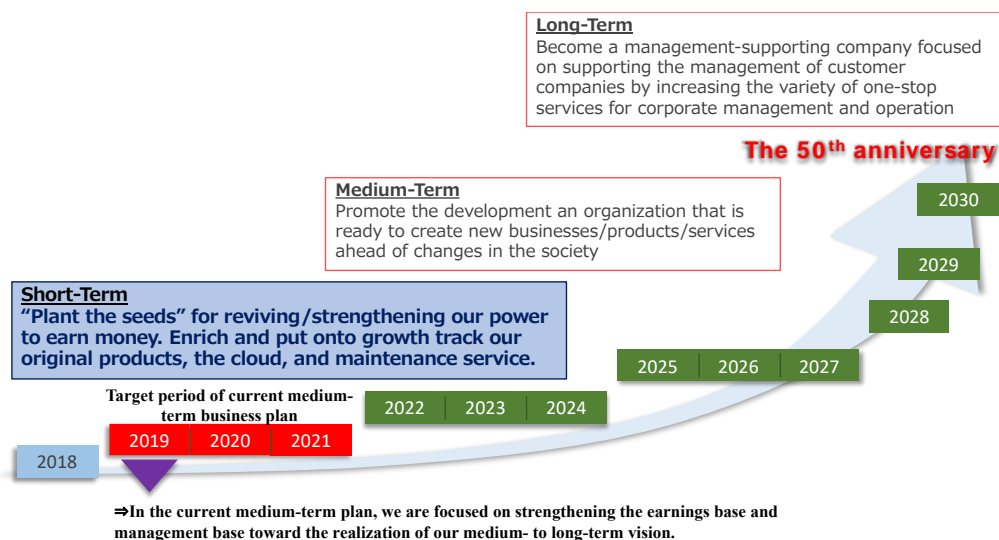 Long-Term
Become a management-supporting company focused
on supporting the management of customer
companies by increasing the variety of one-stop
services for corporate management and operation
The 50th anniversary
Medium-Term
Promote the development an organization that is
ready to create new businesses/products/services
ahead of changes in the society
2030
2029
2028
Short-Term
“Plant the seeds” for reviving/strengthening our power
to earn money. Enrich and put onto growth track our
original products, the cloud, and maintenance service.
2025 2026 2027
Target period of current medium-
term business plan
2022 2023 2024
2019 2020 2021
2018
⇒In the current medium-term plan, we are focused on strengthening the earnings base and
management base toward the realization of our medium- to long-term vision.